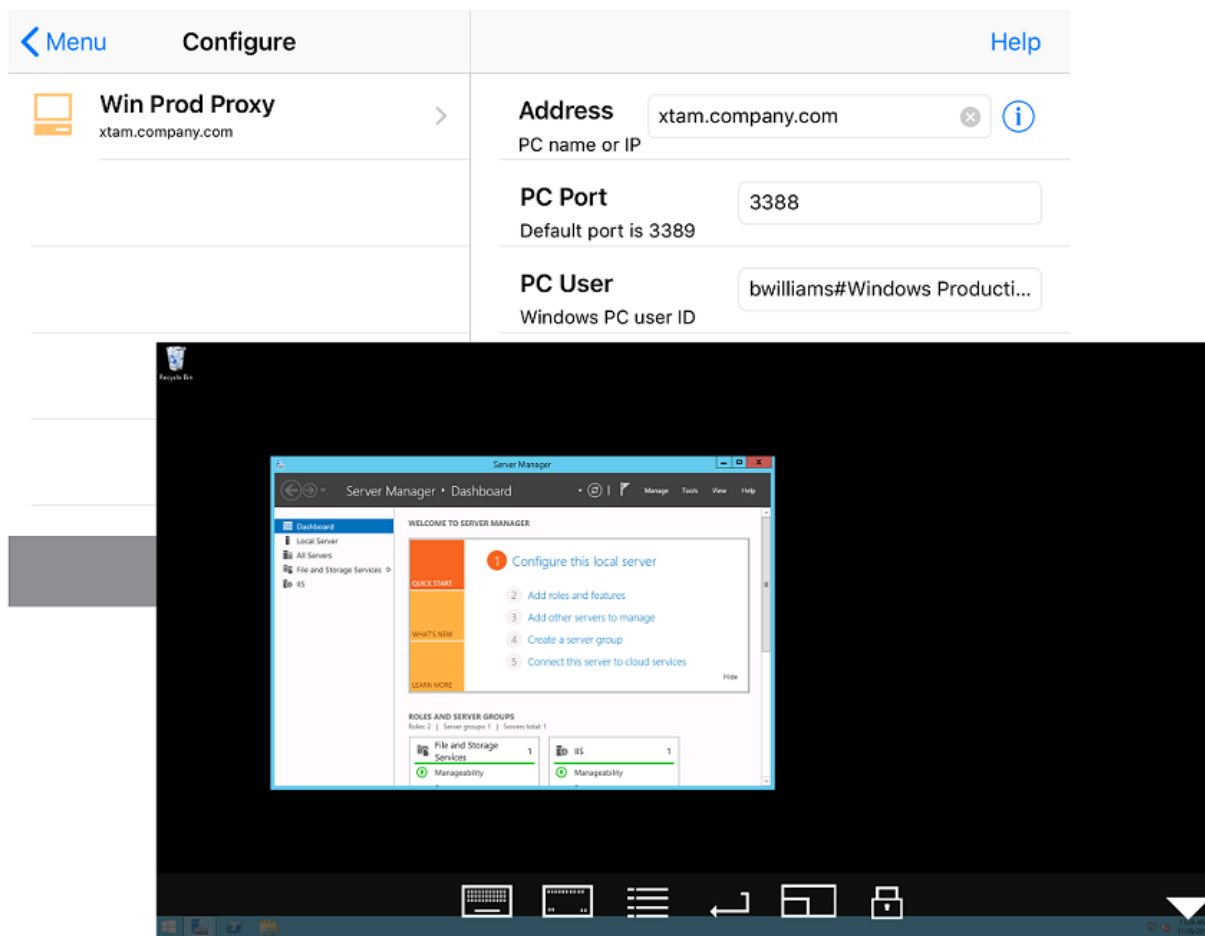 Menu
Configure
Help
Win Prod Proxy
xtam.company.com
Address
PC name or IP
xtam.company.com
i
PC Port
Default port is 3389
3388
PC User
Windows PC user ID
bwilliams#Windows Producti...
Recycle Bin
Server Manager
Server Manager • Dashboard
Manage Tools View Help
Dashboard
Local Server
All Servers
File and Storage Services
IIS
WELCOME TO SERVER MANAGER
QUICK START
WHAT'S NEW
LEARN MORE
1 Configure this local server
2 Add roles and features
3 Add other servers to manage
4 Create a server group
5 Connect this server to cloud services
Hide
ROLES AND SERVER GROUPS
Roles: 2 | Server groups: 1 | Servers total: 1
File and Storage
Services
1
Manageability
IIS
1
Manageability